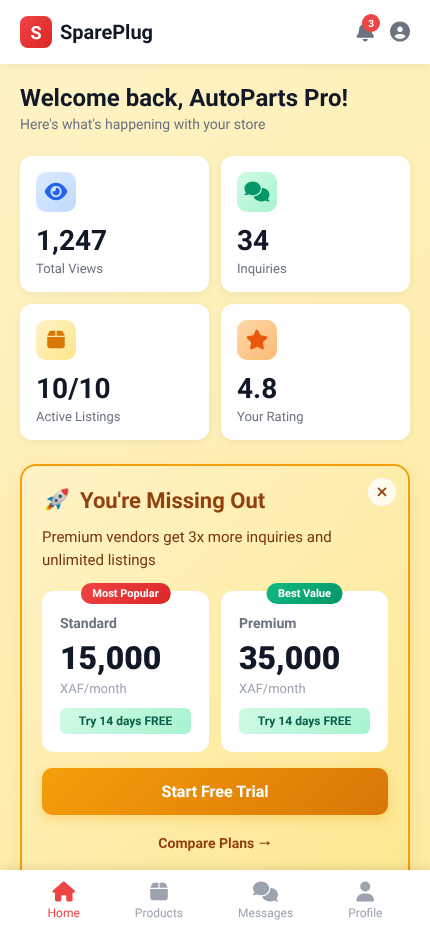 S SparePlug
3
Welcome back, AutoParts Pro!
Here's what's happening with your store
1,247
Total Views
34
Inquiries
10/10
Active Listings
4.8
Your Rating
🚀 You're Missing Out
×
Premium vendors get 3x more inquiries and
unlimited listings
Most Popular
Standard
15,000
XAF/month
Try 14 days FREE
Best Value
Premium
35,000
XAF/month
Try 14 days FREE
Start Free Trial
Compare Plans →
Home
Products
Messages
Profile